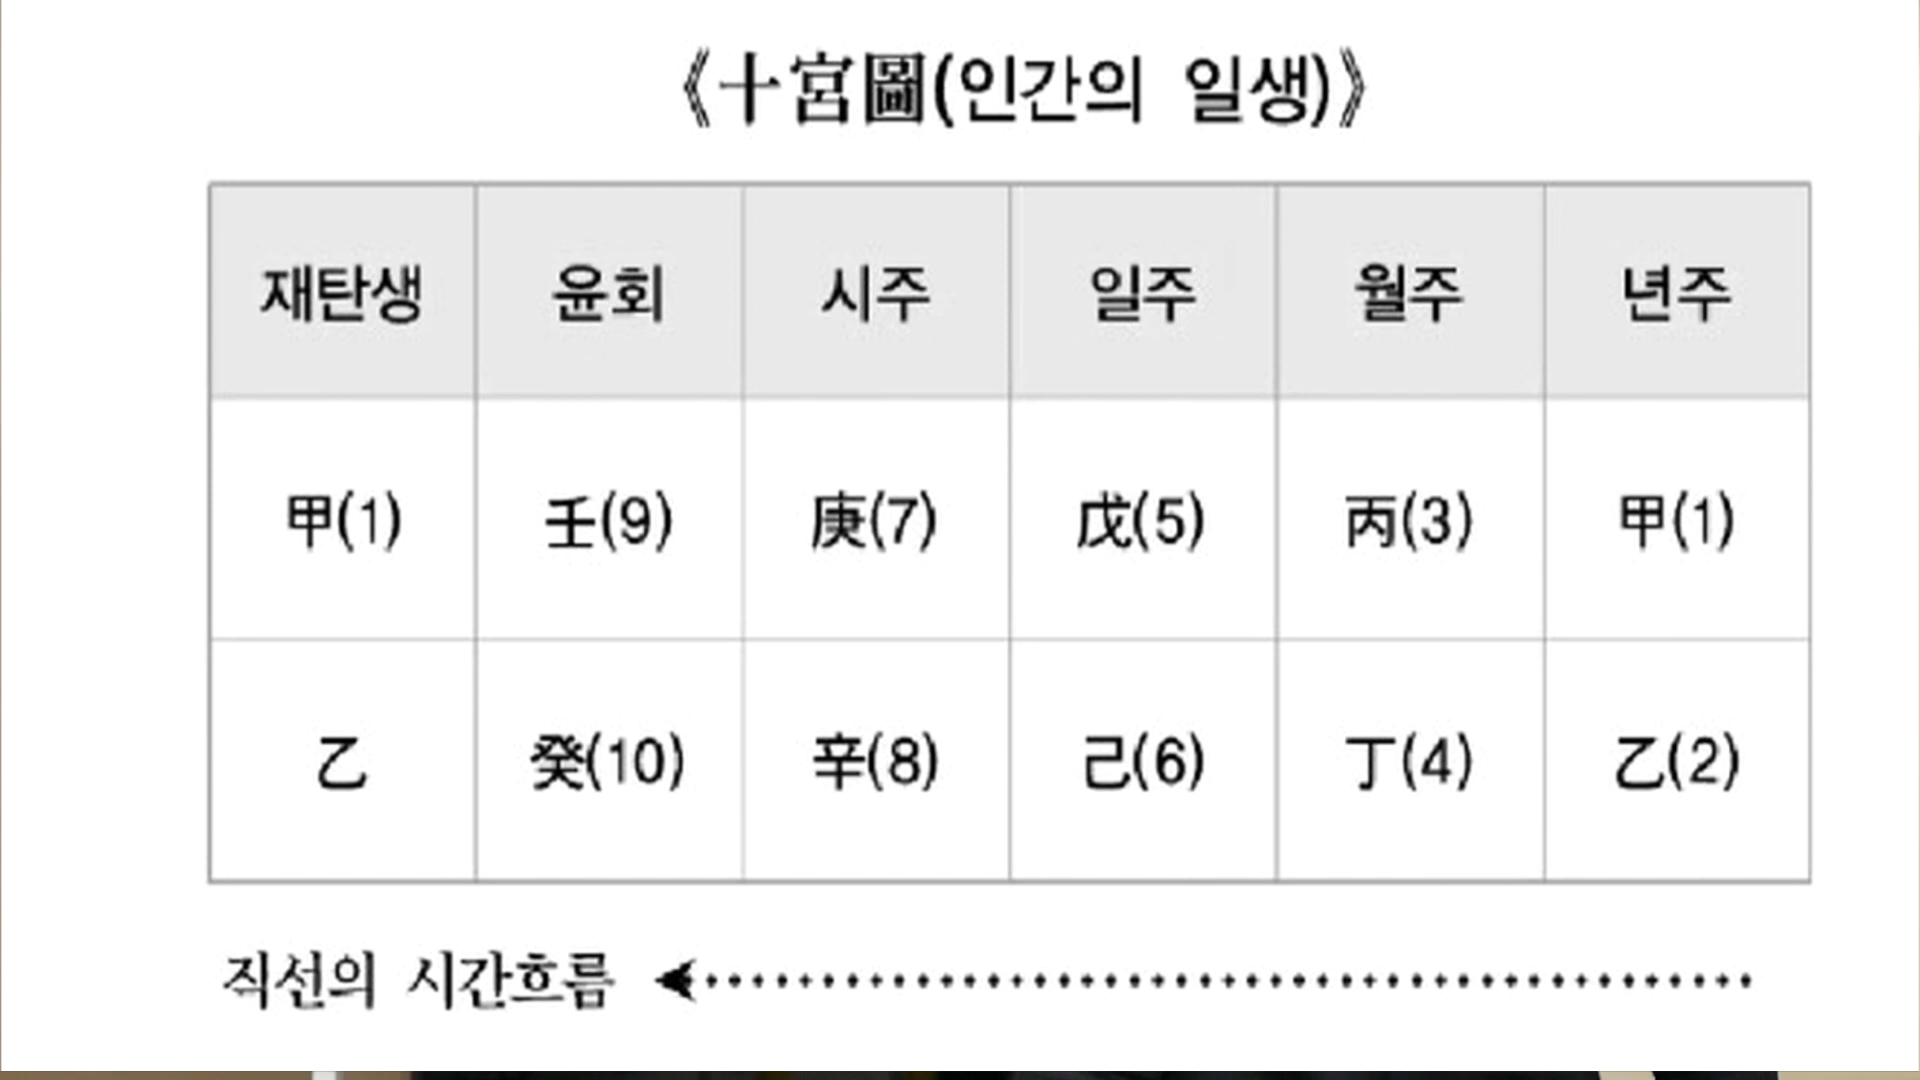 《十宮圖(인간의 일생)》
재탄생 윤회 시주 일주 월주 년주
甲(1) 壬(9) 庚(7) 戊(5) 丙(3) 甲(1)
乙 癸(10) 辛(8) 己(6) 丁(4) 乙(2)
직선의 시간흐름